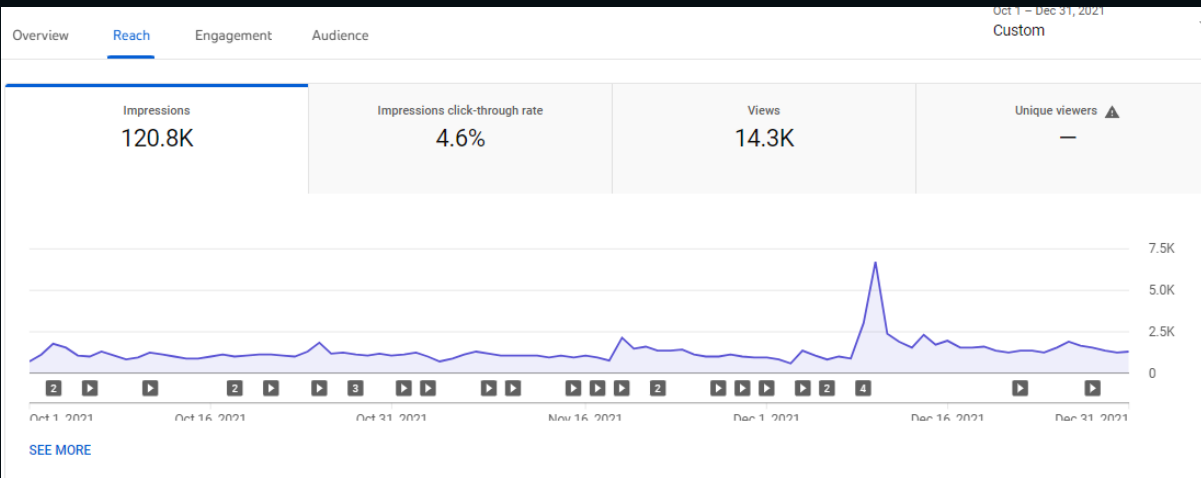 Oct 1 – Dec 31, 2021
Custom
Overview
Reach
Engagement
Audience
Impressions
120.8K
Impressions click-through rate
4.6%
Views
14.3K
Unique viewers
—
7.5K
5.0K
2.5K
0
2
2
3
2
2
4
Oct 1, 2021
Oct 16, 2021
Oct 31, 2021
Nov 16, 2021
Dec 1, 2021
Dec 16, 2021
Dec 31, 2021
SEE MORE